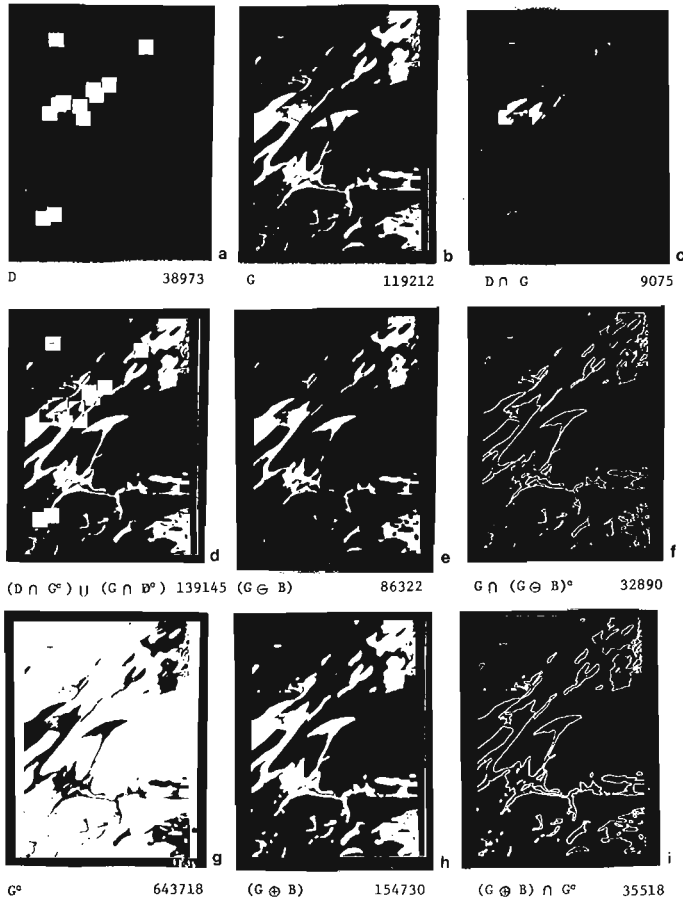 a
D 38973
b
G 119212
c
D ∩ G 9075
d
(D ∩ Gᶜ) ∪ (G ∩ Dᶜ) 139145
e
(G ⊖ B) 86322
f
G ∩ (G ⊖ B)ᶜ 32890
g
Gᶜ 643718
h
(G ⊕ B) 154730
i
(G ⊕ B) ∩ Gᶜ 35518